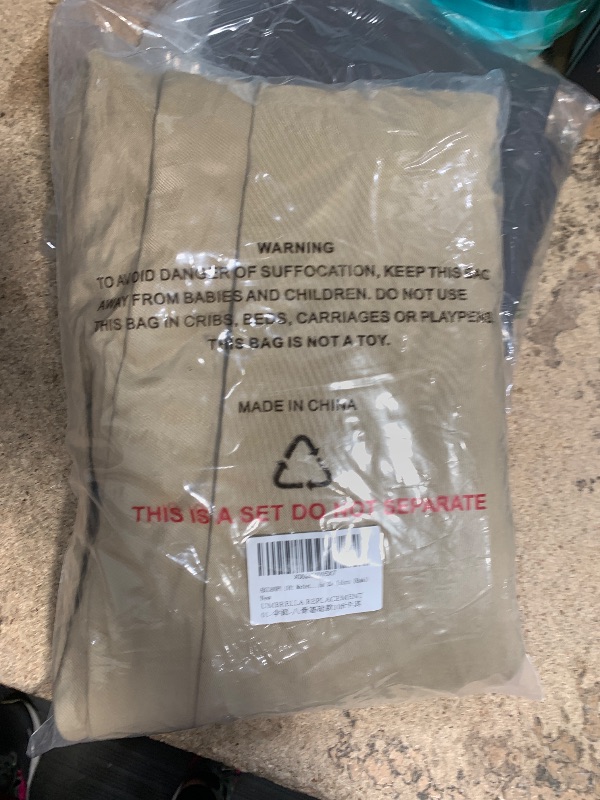 WARNING
TO AVOID DANGER OF SUFFOCATION, KEEP THIS BAG
AWAY FROM BABIES AND CHILDREN. DO NOT USE
THIS BAG IN CRIBS, BEDS, CARRIAGES OR PLAYPENS.
THIS BAG IS NOT A TOY.
MADE IN CHINA
THIS IS A SET DO NOT SEPARATE
New
UMBRELLA REPLACEMENT